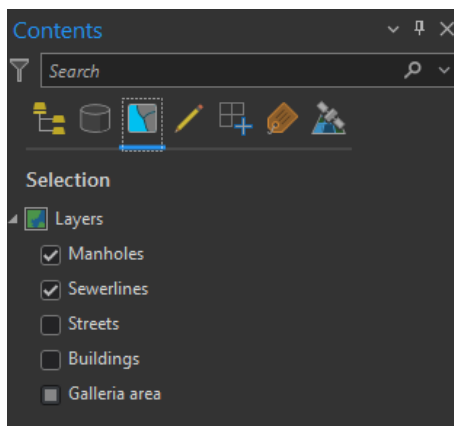 Contents
Search
Selection
Layers
Manholes
Sewerlines
Streets
Buildings
Galleria area